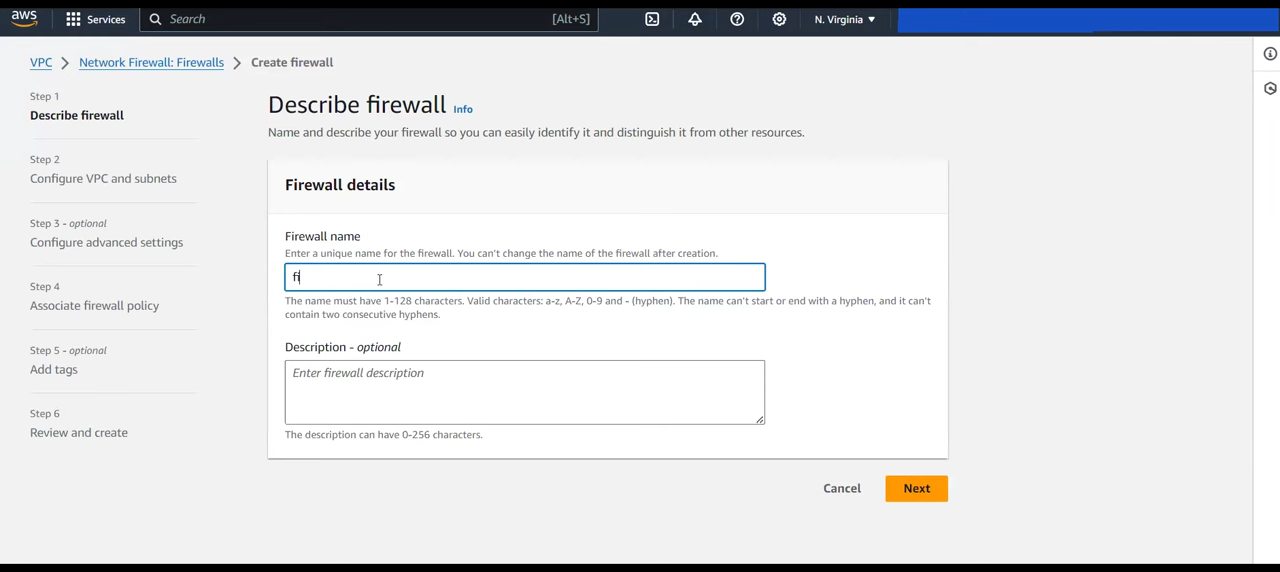 aws Services Search [Alt+S] N. Virginia
VPC Network Firewall: Firewalls Create firewall
Step 1
Describe firewall
Step 2
Configure VPC and subnets
Step 3 - optional
Configure advanced settings
Step 4
Associate firewall policy
Step 5 - optional
Add tags
Step 6
Review and create
Describe firewall Info
Name and describe your firewall so you can easily identify it and distinguish it from other resources.
Firewall details
Firewall name
Enter a unique name for the firewall. You can't change the name of the firewall after creation.
fi
The name must have 1-128 characters. Valid characters: a-z, A-Z, 0-9 and - (hyphen). The name can't start or end with a hyphen, and it can't
contain two consecutive hyphens.
Description - optional
Enter firewall description
The description can have 0-256 characters.
Cancel Next